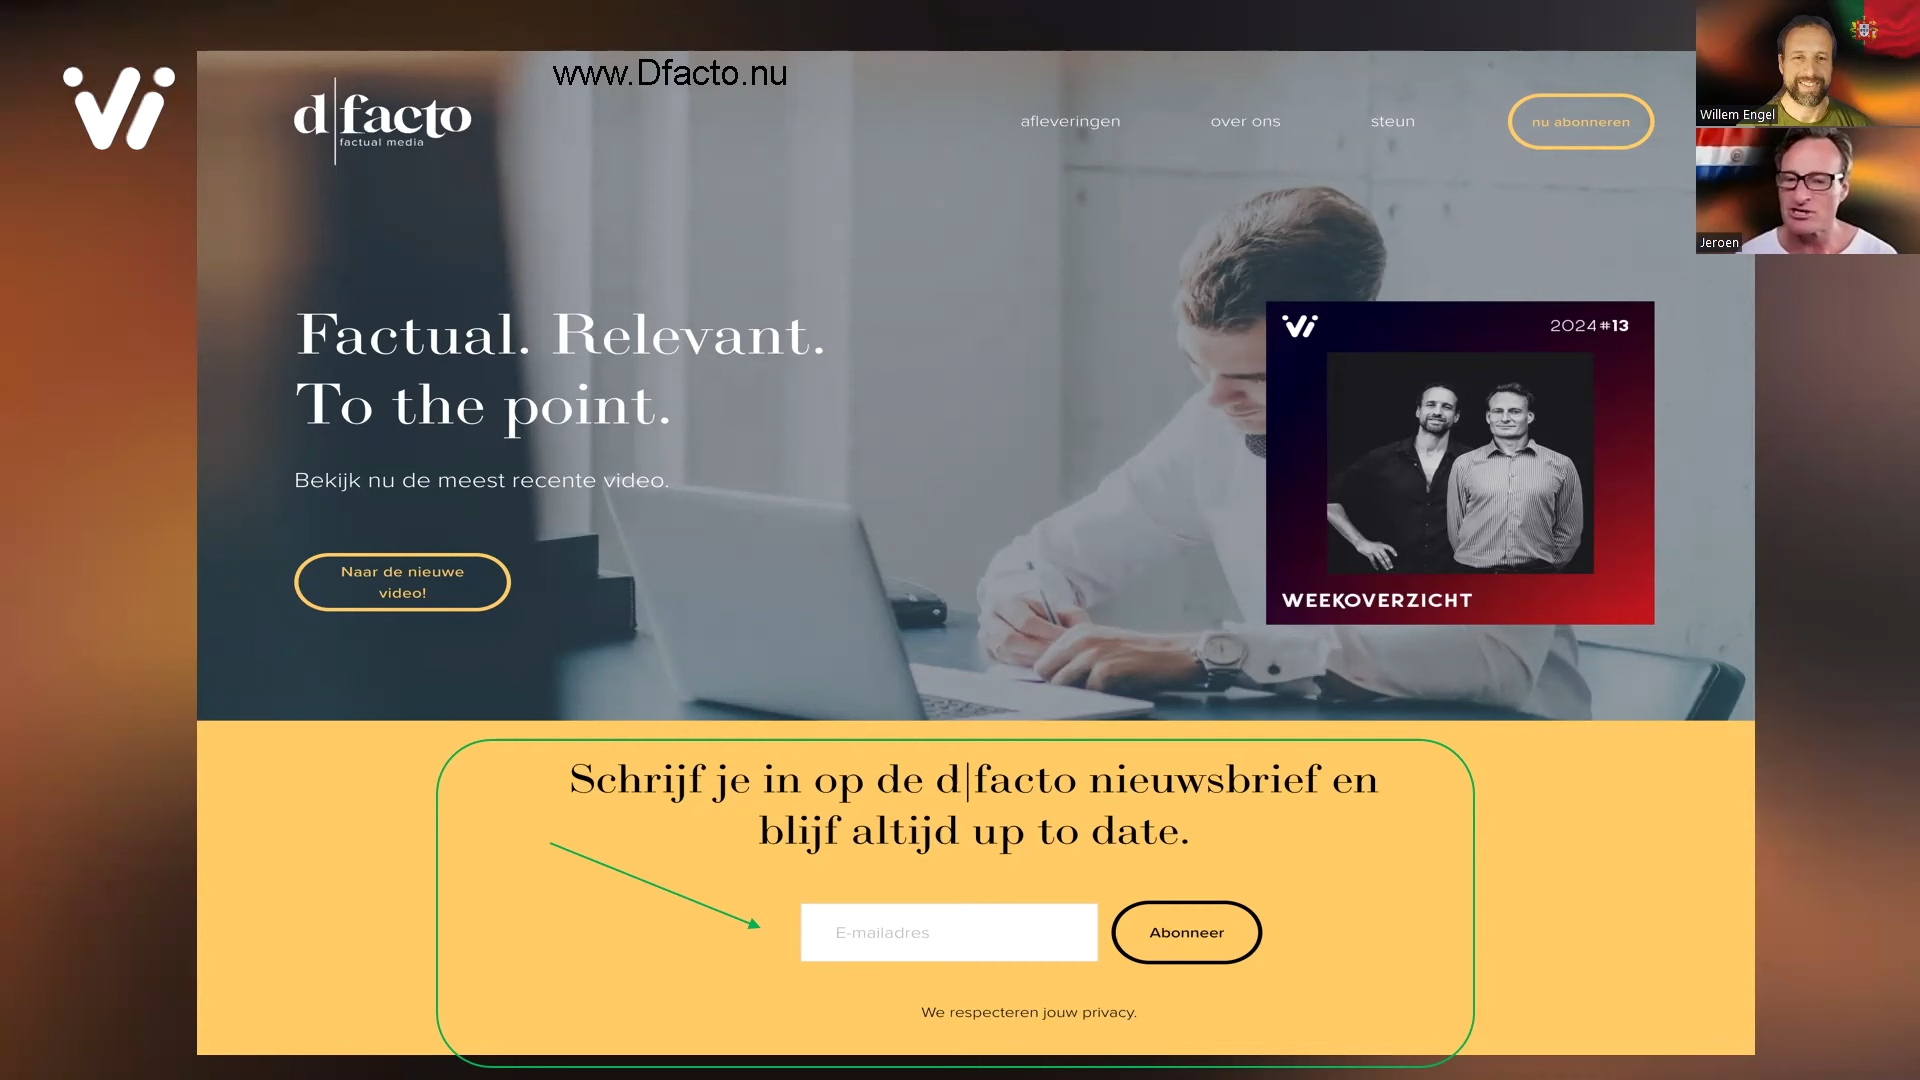 www.Dfacto.nu
d|facto
factual media
afleveringen
over ons
steun
nu abonneren
Willem Engel
Jeroen
Factual. Relevant.
To the point.
Bekijk nu de meest recente video.
Naar de nieuwe
video!
Vi
2024#13
WEEKOVERZICHT
Schrijf je in op de d|facto nieuwsbrief en
blijf altijd up to date.
E-mailadres
Abonneer
We respecteren jouw privacy.